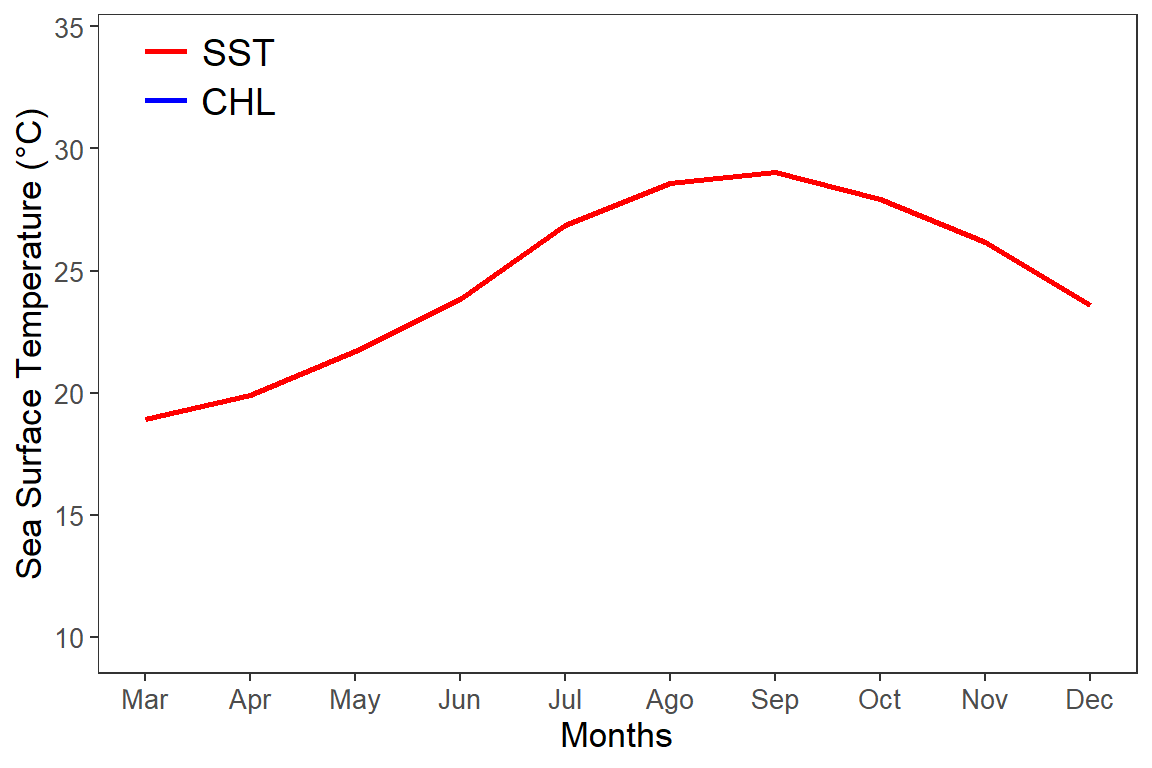 SST
CHL
Sea Surface Temperature (°C)
35
30
25
20
15
10
Mar Apr May Jun Jul Ago Sep Oct Nov Dec
Months